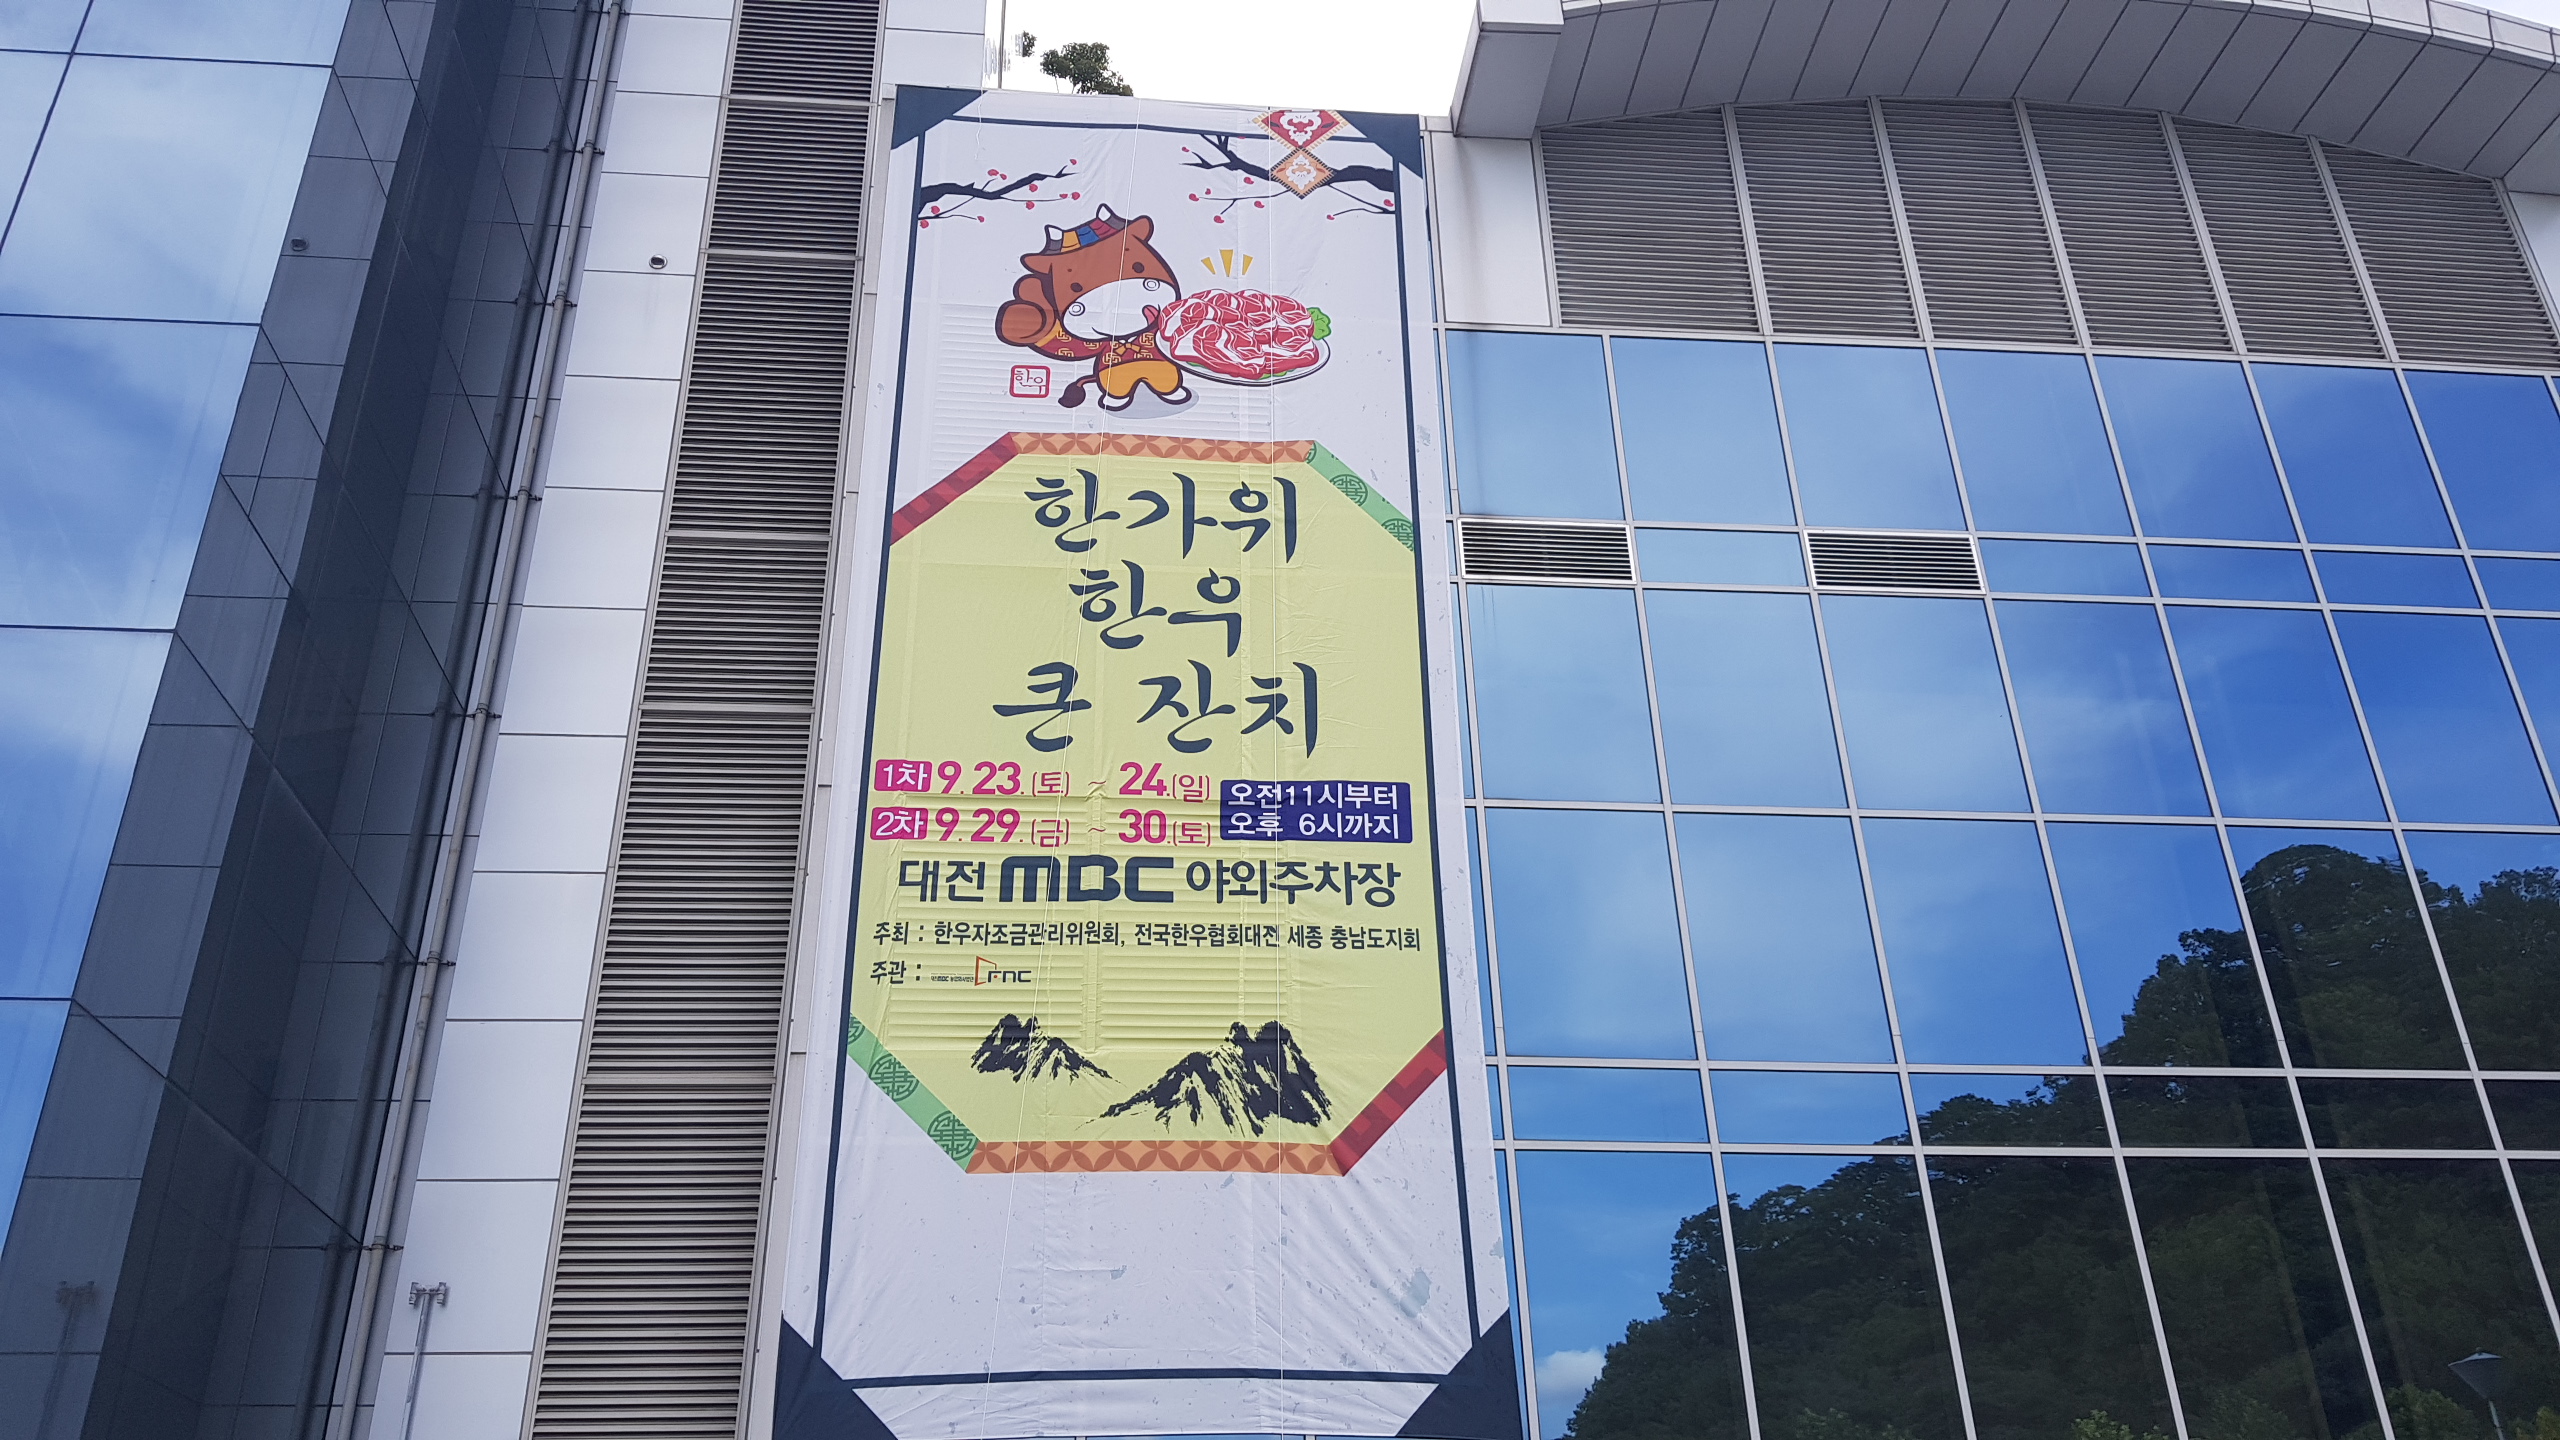 한우
한가위
한우
큰 잔치
1차 9. 23.(토) ~ 24.(일) 오전11시부터
2차 9. 29.(금) ~ 30.(토) 오후 6시까지
대전 MBC 야외주차장
주최 : 한우자조금관리위원회, 전국한우협회대전 세종 충남도지회
주관 : FNC